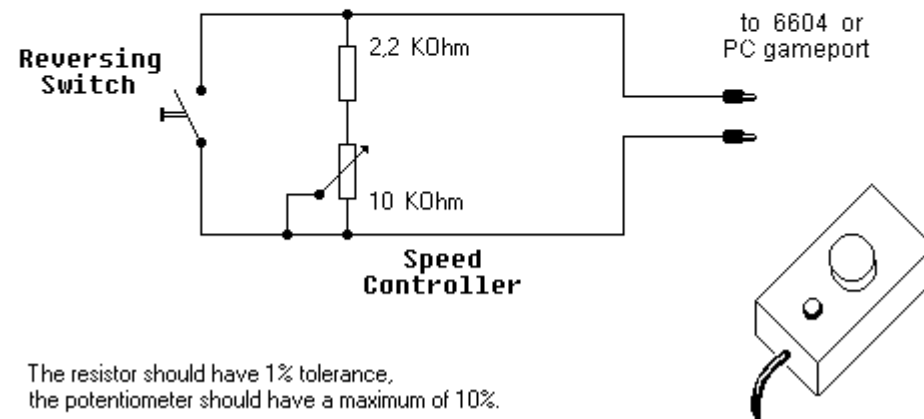 Reversing
Switch
2,2 KOhm
10 KOhm
to 6604 or
PC gameport
Speed
Controller
The resistor should have 1% tolerance,
the potentiometer should have a maximum of 10%.